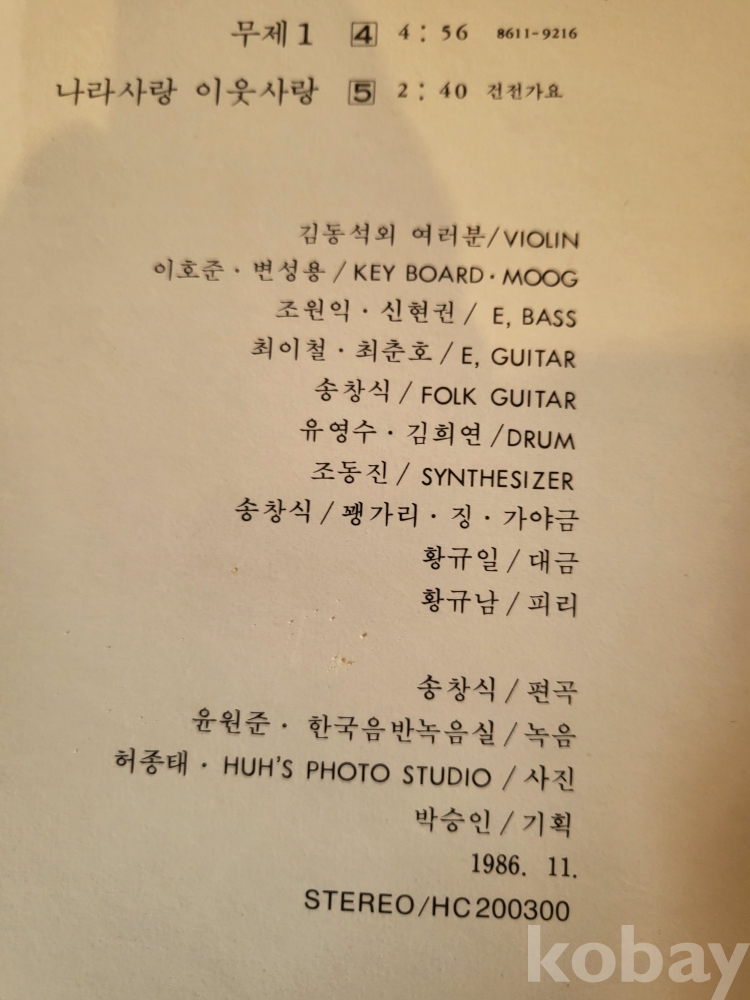 무제1 4 4:56 8611-9216
나라사랑 이웃사랑 5 2:40 건전가요
김동석외 여러분/VIOLIN
이호준·변성용/KEY BOARD·MOOG
조원익·신현권/ E, BASS
최이철·최춘호/E, GUITAR
송창식/FOLK GUITAR
유영수·김희연/DRUM
조동진/ SYNTHESIZER
송창식/꽹가리·징·가야금
황규일/대금
황규남/피리
송창식/편곡
윤원준· 한국음반녹음실/녹음
허종태· HUH'S PHOTO STUDIO /사진
박승인/기획
1986. 11.
STEREO/HC200300
kobay